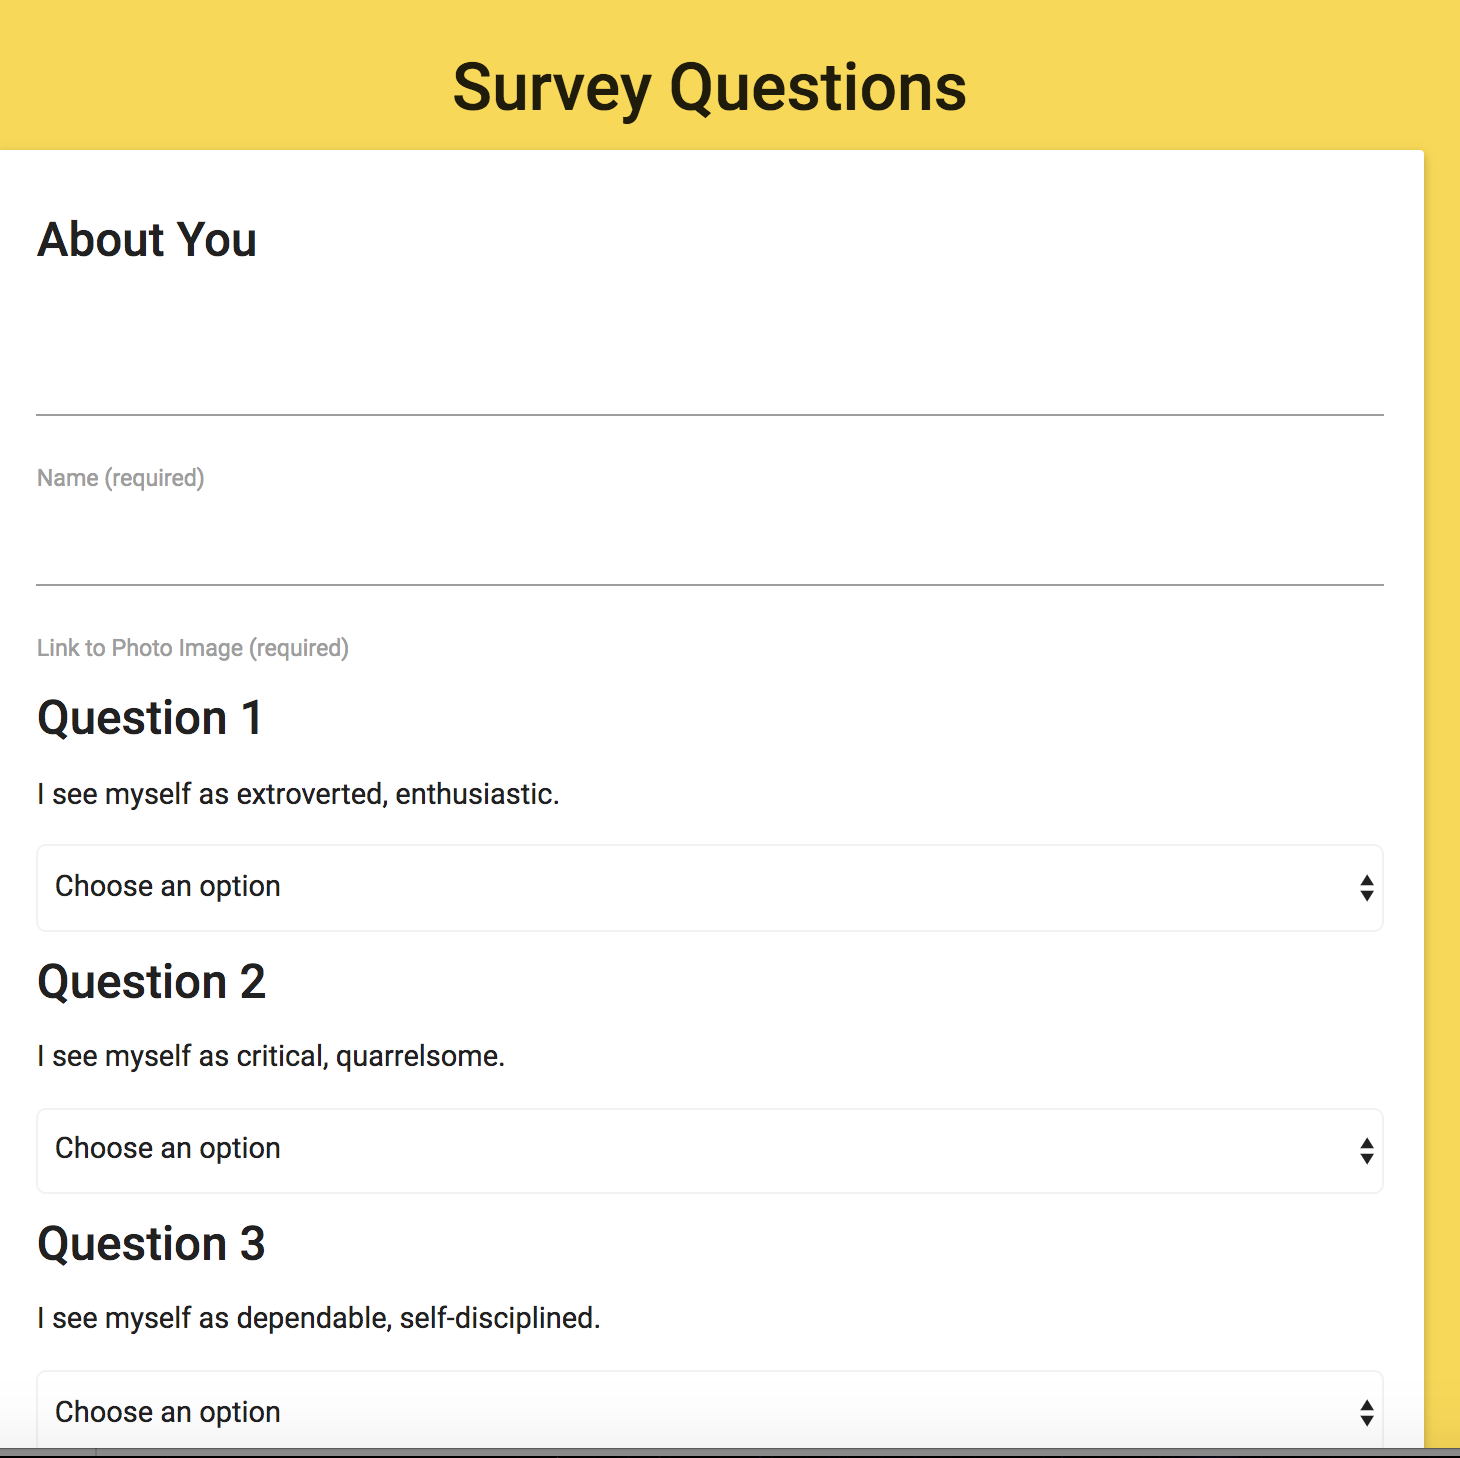 Survey Questions
About You
Name (required)
Link to Photo Image (required)
Question 1
I see myself as extroverted, enthusiastic.
Choose an option
Question 2
I see myself as critical, quarrelsome.
Choose an option
Question 3
I see myself as dependable, self-disciplined.
Choose an option